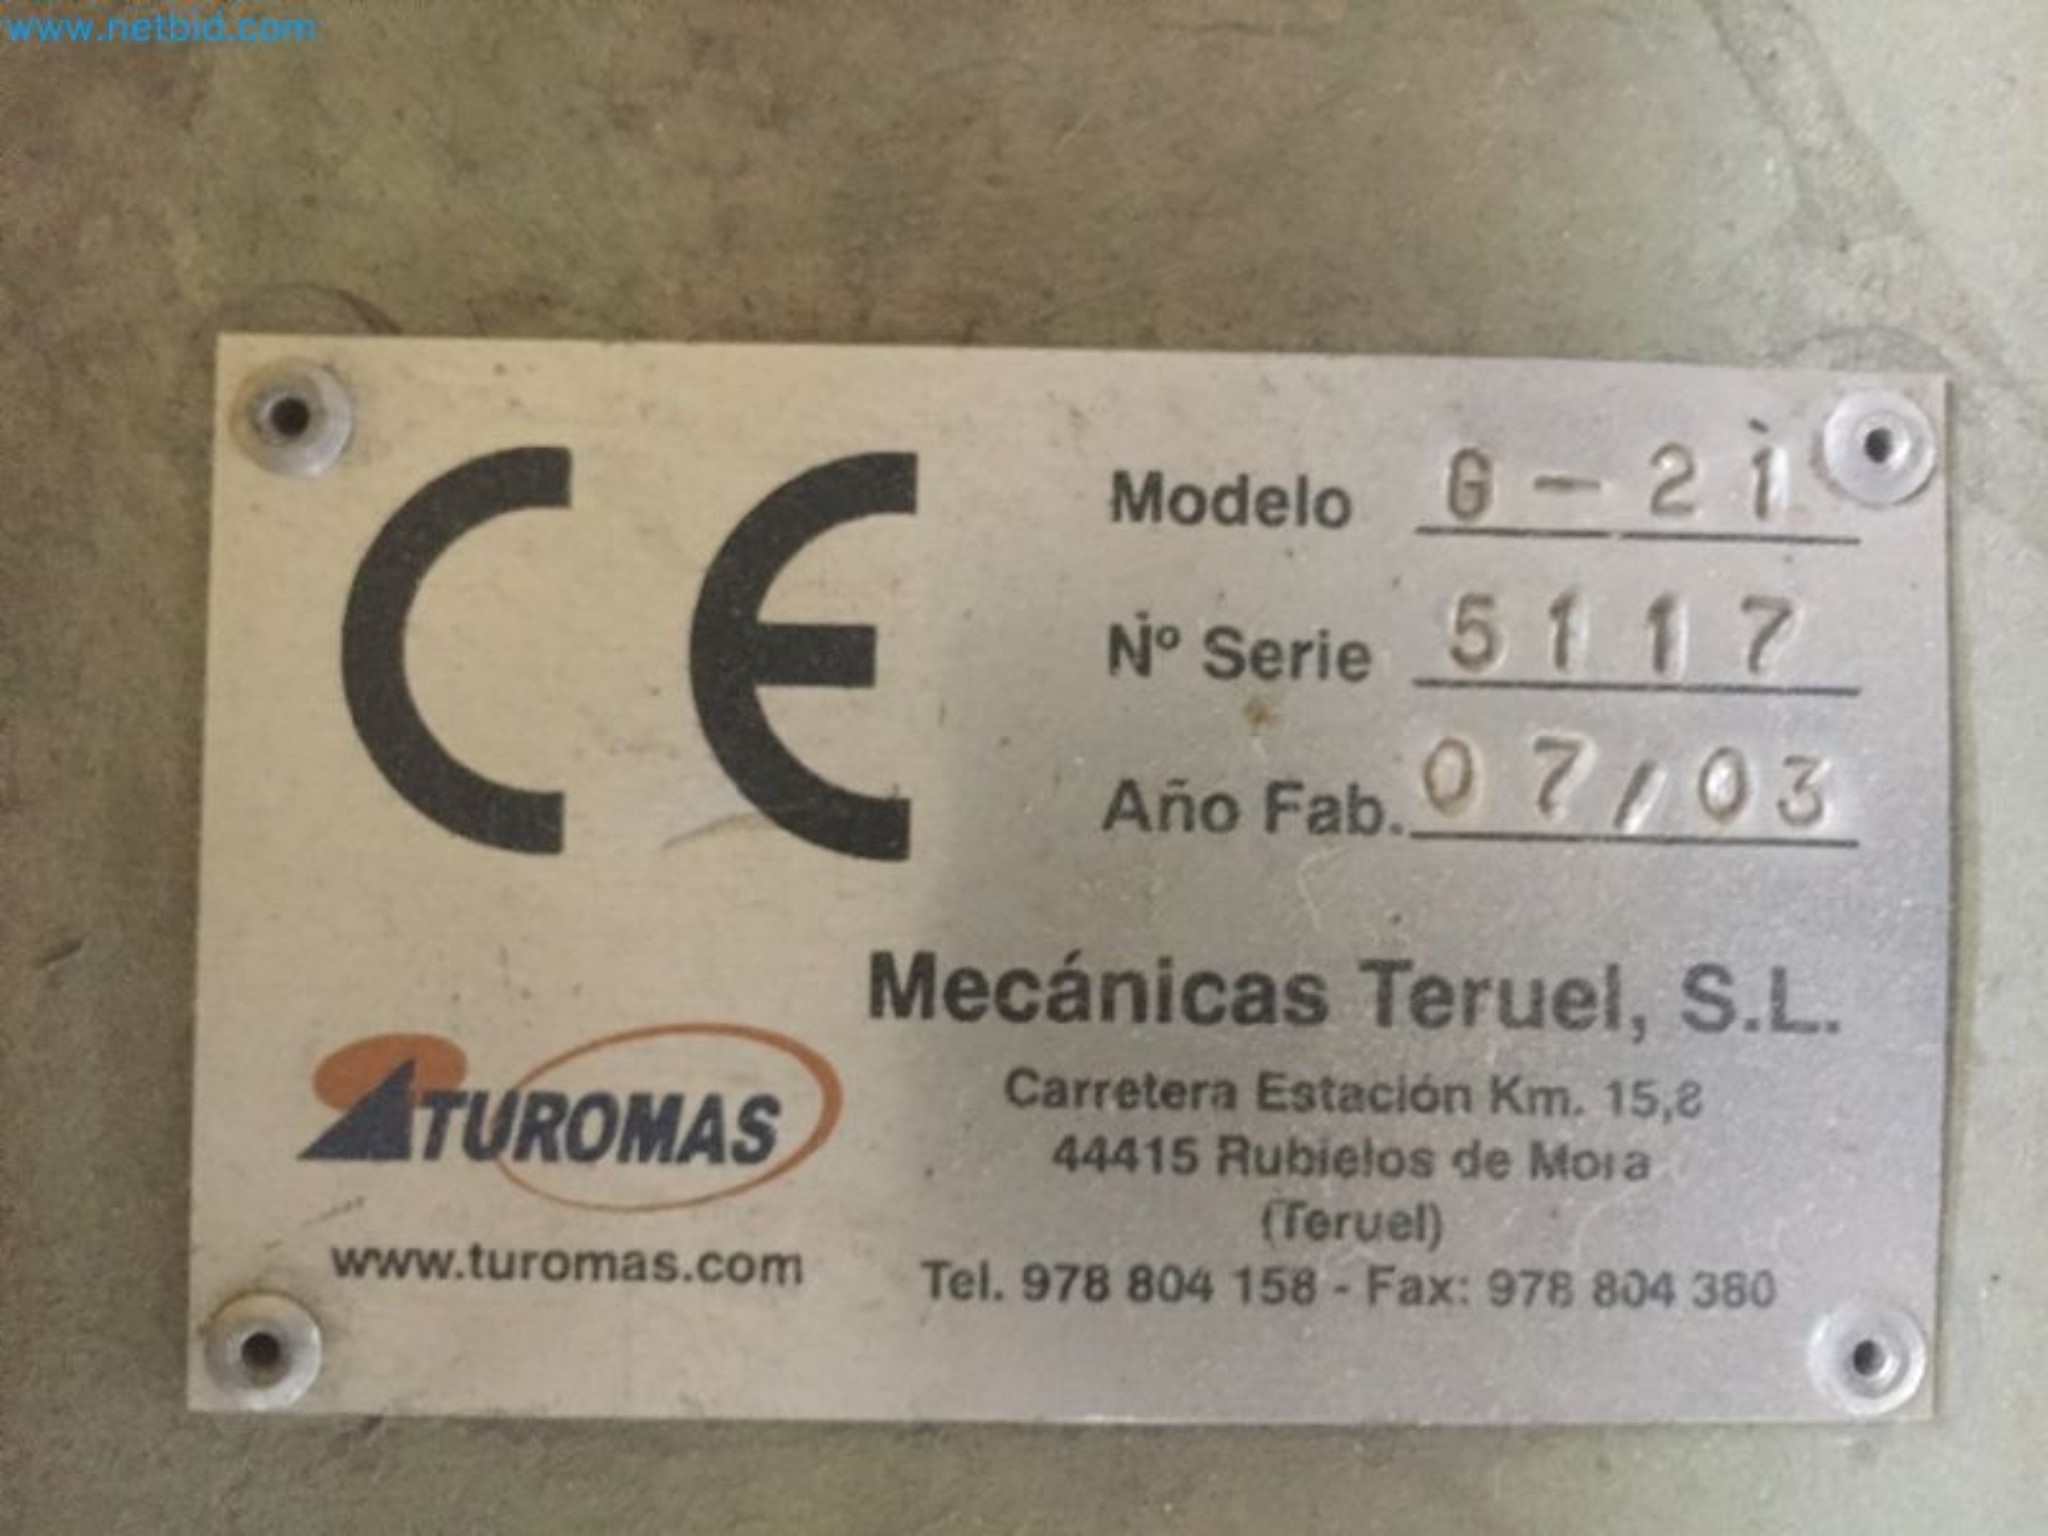 www.netbid.com
CE
Modelo G-21
Nº Serie 5117
Año Fab. 07/03
Mecánicas Teruel, S.L.
Carretera Estación Km. 15,8
44415 Rubielos de Mora
(Teruel)
Tel. 978 804 158 - Fax: 978 804 380
TUROMAS
www.turomas.com